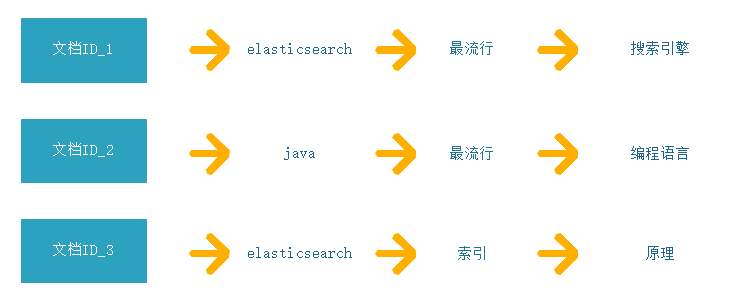 文档ID_1 elasticsearch 最流行 搜索引擎
文档ID_2 java 最流行 编程语言
文档ID_3 elasticsearch 索引 原理